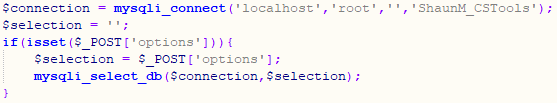 $connection = mysqli_connect('localhost','root','','ShaunM_CSTools');
$selection = '';
if(isset($_POST['options'])){
    $selection = $_POST['options'];
    mysqli_select_db($connection,$selection);
}